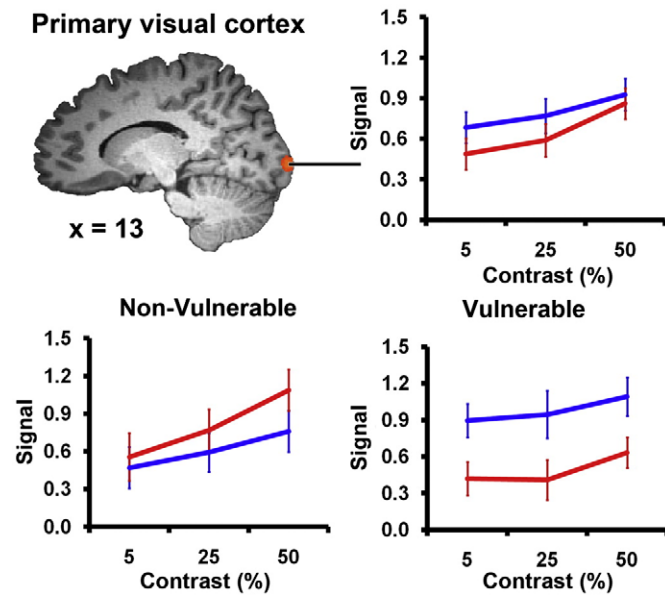 Primary visual cortex
x = 13
Signal
1.5
1.2
0.9
0.6
0.3
0.0
5 25 50
Contrast (%)
Non-Vulnerable
Signal
1.5
1.2
0.9
0.6
0.3
0.0
5 25 50
Contrast (%)
Vulnerable
Signal
1.5
1.2
0.9
0.6
0.3
0.0
5 25 50
Contrast (%)